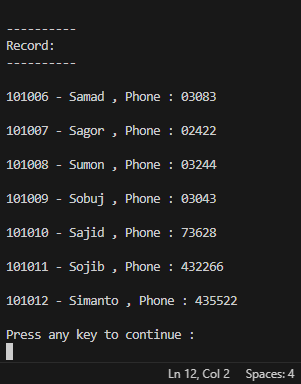 ----------
Record:
----------
101006 - Samad , Phone : 03083
101007 - Sagor , Phone : 02422
101008 - Sumon , Phone : 03244
101009 - Sobuj , Phone : 03043
101010 - Sajid , Phone : 73628
101011 - Sojib , Phone : 432266
101012 - Simanto , Phone : 435522
Press any key to continue :
Ln 12, Col 2 Spaces: 4